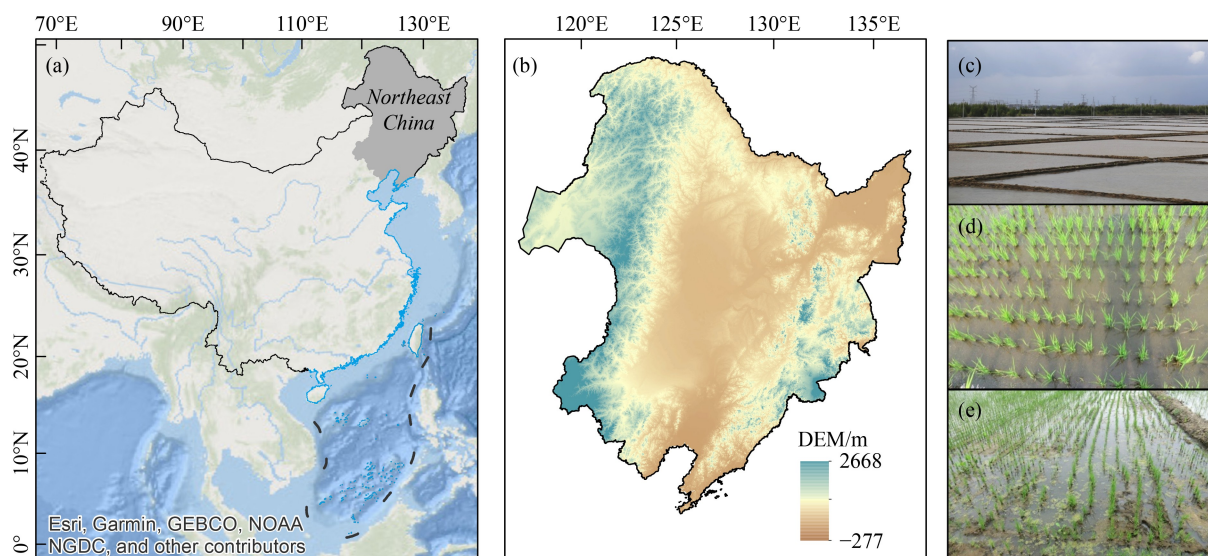 70°E 90°E 110°E 130°E
(a)
Northeast
China
40°N
30°N
20°N
10°N
0°
Esri, Garmin, GEBCO, NOAA
NGDC, and other contributors
120°E 125°E 130°E 135°E
(b)
DEM/m
2668
−277
(c)
(d)
(e)